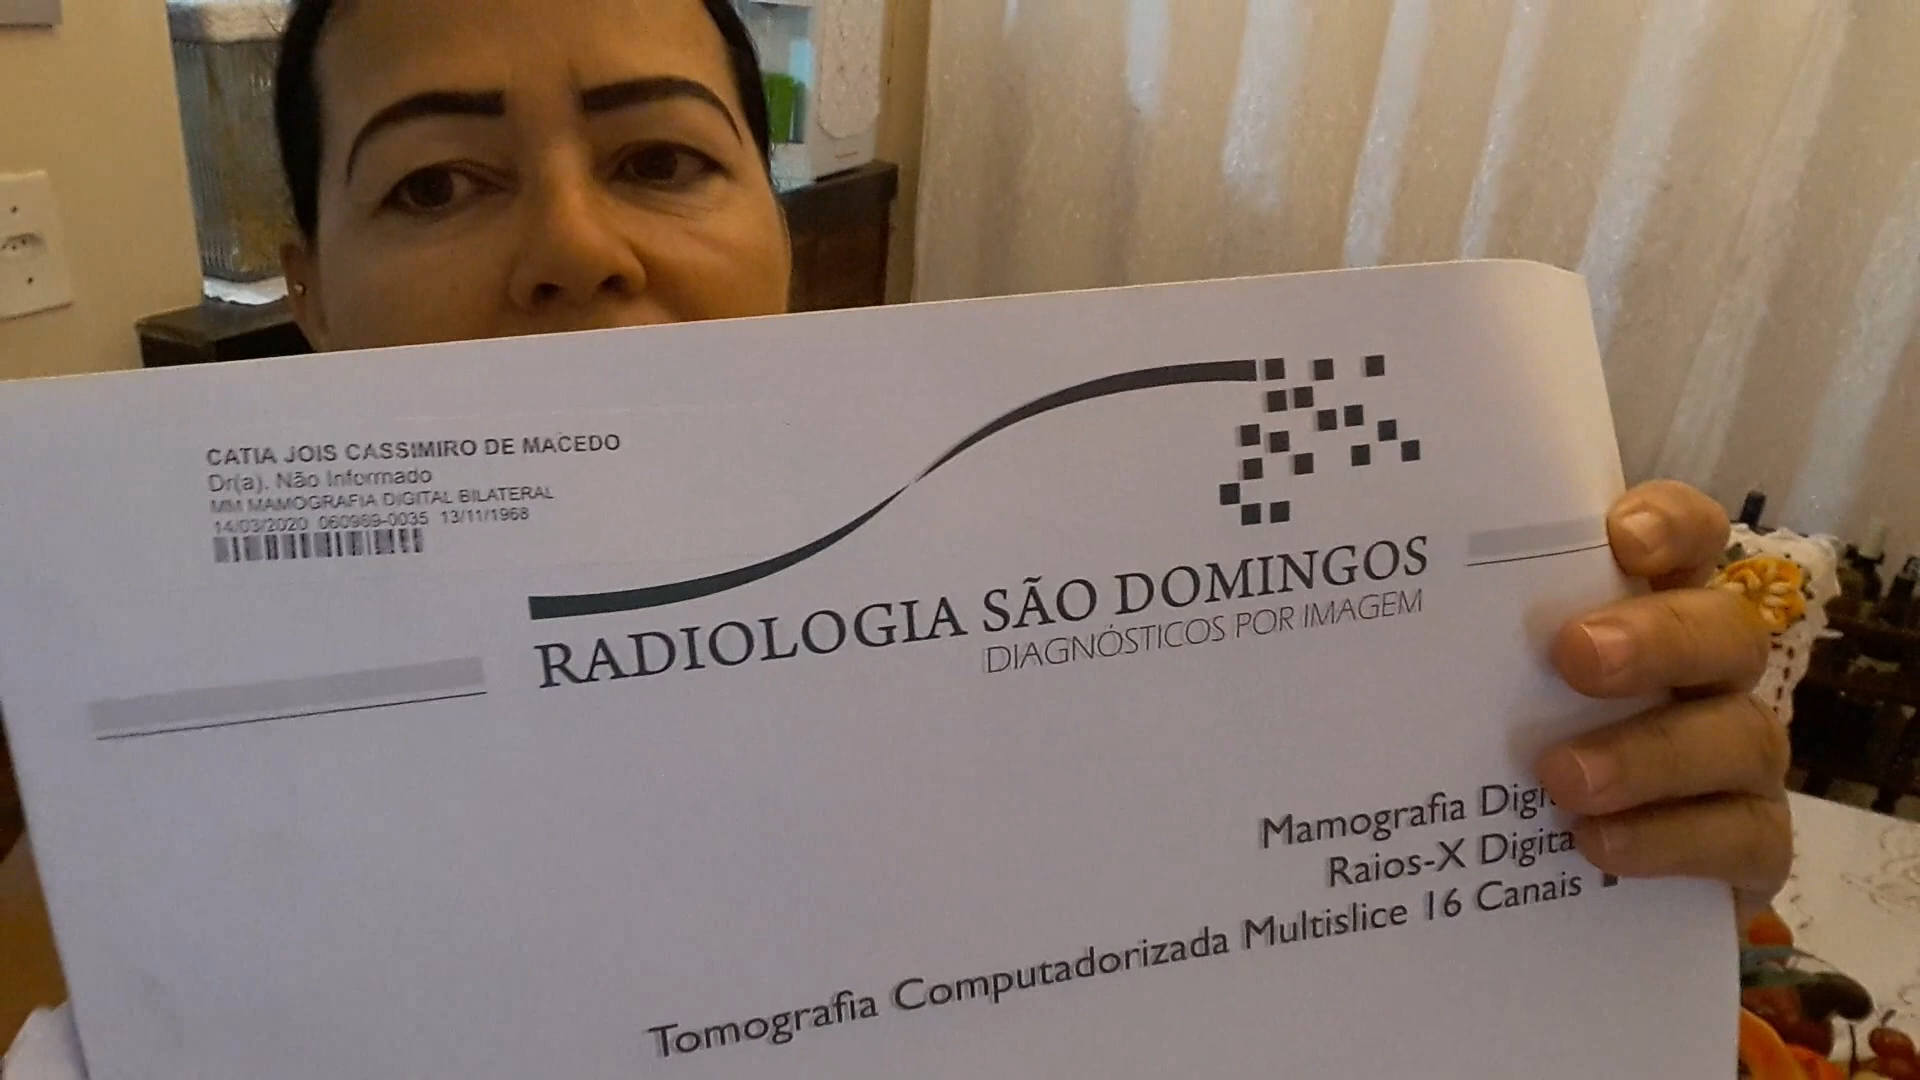 CATIA JOIS CASSIMIRO DE MACEDO
Dr(a). Não Informado
MM MAMOGRAFIA DIGITAL BILATERAL
14/03/2020 060969-0035 13/11/1968
RADIOLOGIA SÃO DOMINGOS
DIAGNÓSTICOS POR IMAGEM
Mamografia Digi
Raios-X Digita
Tomografia Computadorizada Multislice 16 Canais